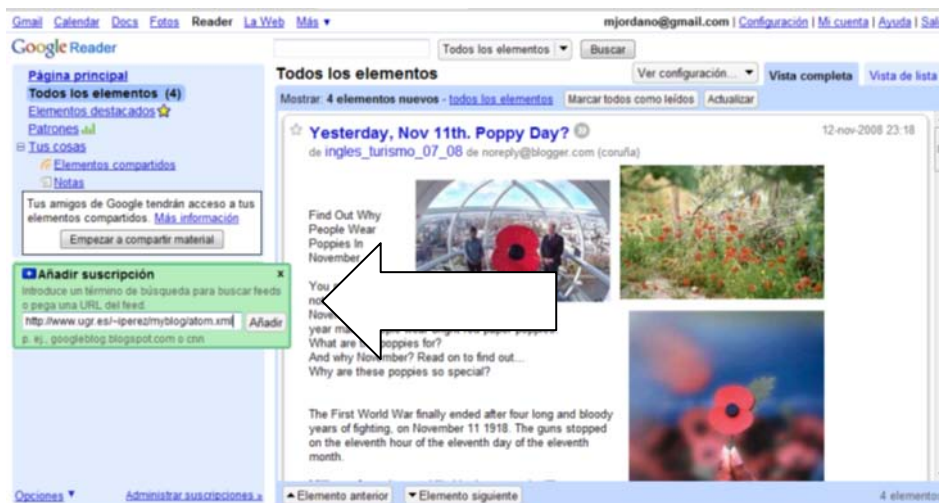 Gmail Calendar Docs Fotos Reader La Web Más ▼
mjordano@gmail.com | Configuración | Mi cuenta | Ayuda |
Google Reader
Todos los elementos
Buscar
Página principal
Todos los elementos (4)
Elementos destacados
Patrones
Tus cosas
Elementos compartidos
Notas
Tus amigos de Google tendrán acceso a tus
elementos compartidos. Más información
Empezar a compartir material
Añadir suscripción x
Introduce un término de búsqueda para buscar feeds
o pega una URL del feed.
http://www.ugr.es/~iperez/myblog/atom.xml Añadir
p. ej., googleblog.blogspot.com o cnn
Opciones ▼ Administrar suscripciones »
Todos los elementos
Ver configuración... ▼ Vista completa Vista de lista
Mostrar: 4 elementos nuevos - todos los elementos Marcar todos como leídos Actualizar
Yesterday, Nov 11th. Poppy Day? 12-nov-2008 23:18
de ingles_turismo_07_08 de noreply@blogger.com (coruña)
Find Out Why
People Wear
Poppies In
November
You
year
What are poppies for?
And why November? Read on to find out...
Why are these poppies so special?
The First World War finally ended after four long and bloody
years of fighting, on November 11 1918. The guns stopped
on the eleventh hour of the eleventh day of the eleventh
month.
Elemento anterior Elemento siguiente 4